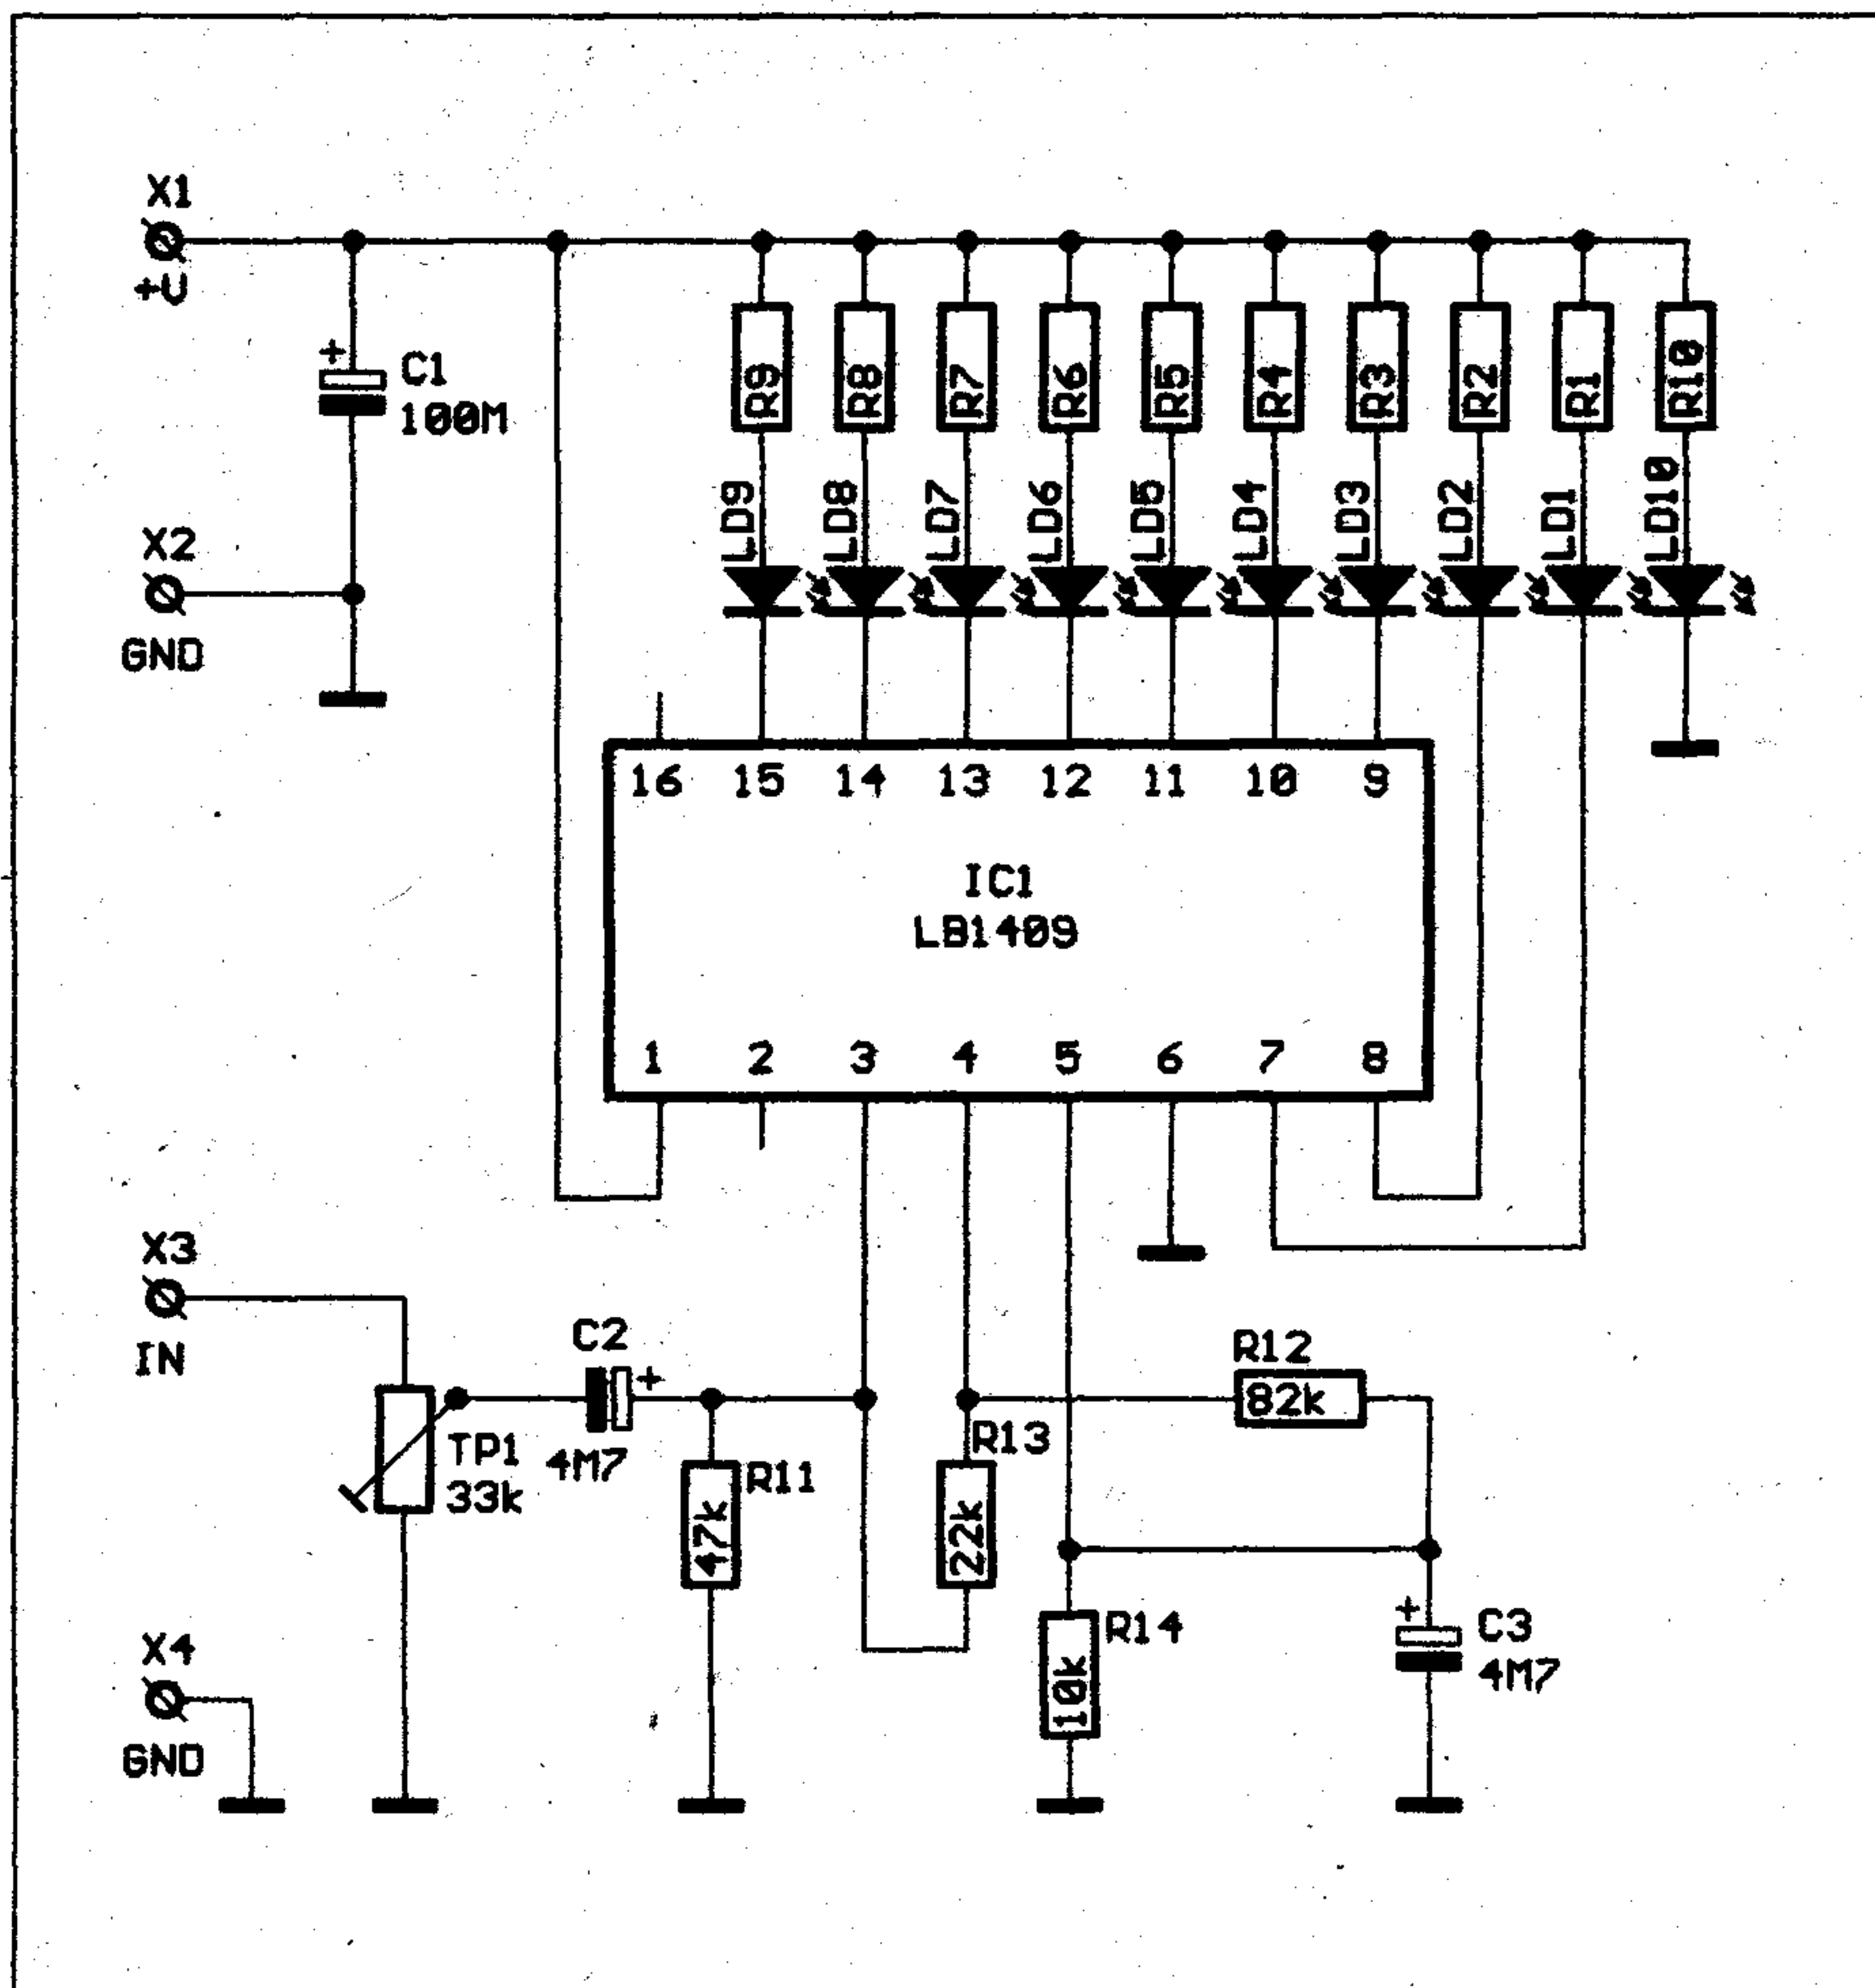 X1
+U
C1
100M
R9
R8
R7
R6
R5
R4
R3
R2
R1
R10
LD9
LD8
LD7
LD6
LD5
LD4
LD3
LD2
LD1
LD10
X2
GND
16 15 14 13 12 11 10 9
IC1
LB1409
1 2 3 4 5 6 7 8
X3
IN
C2
+
4M7
TP1
33k
R11
47k
R13
22k
R12
82k
R14
10k
+
C3
4M7
X4
GND
+